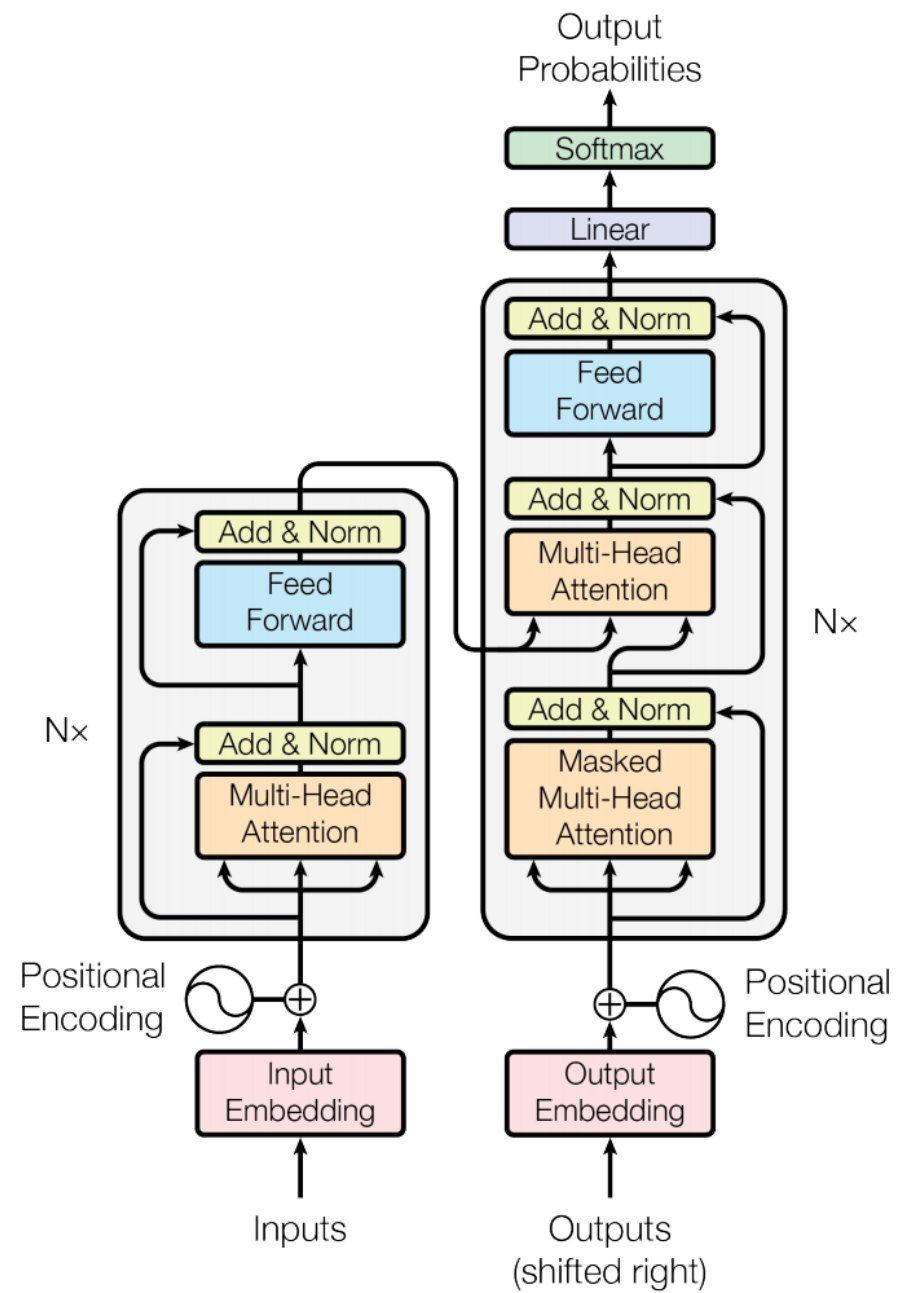 Output
Probabilities
Softmax
Linear
Add & Norm
Feed
Forward
Add & Norm
Multi-Head
Attention
Add & Norm
Masked
Multi-Head
Attention
Nx
Add & Norm
Feed
Forward
Add & Norm
Multi-Head
Attention
N×
Positional
Encoding
Positional
Encoding
Input
Embedding
Output
Embedding
Inputs
Outputs
(shifted right)